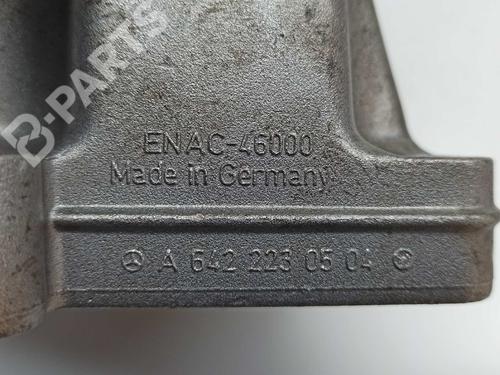 B-PARTS
ENAC-46000
Made in Germany
A 642 223 05 04